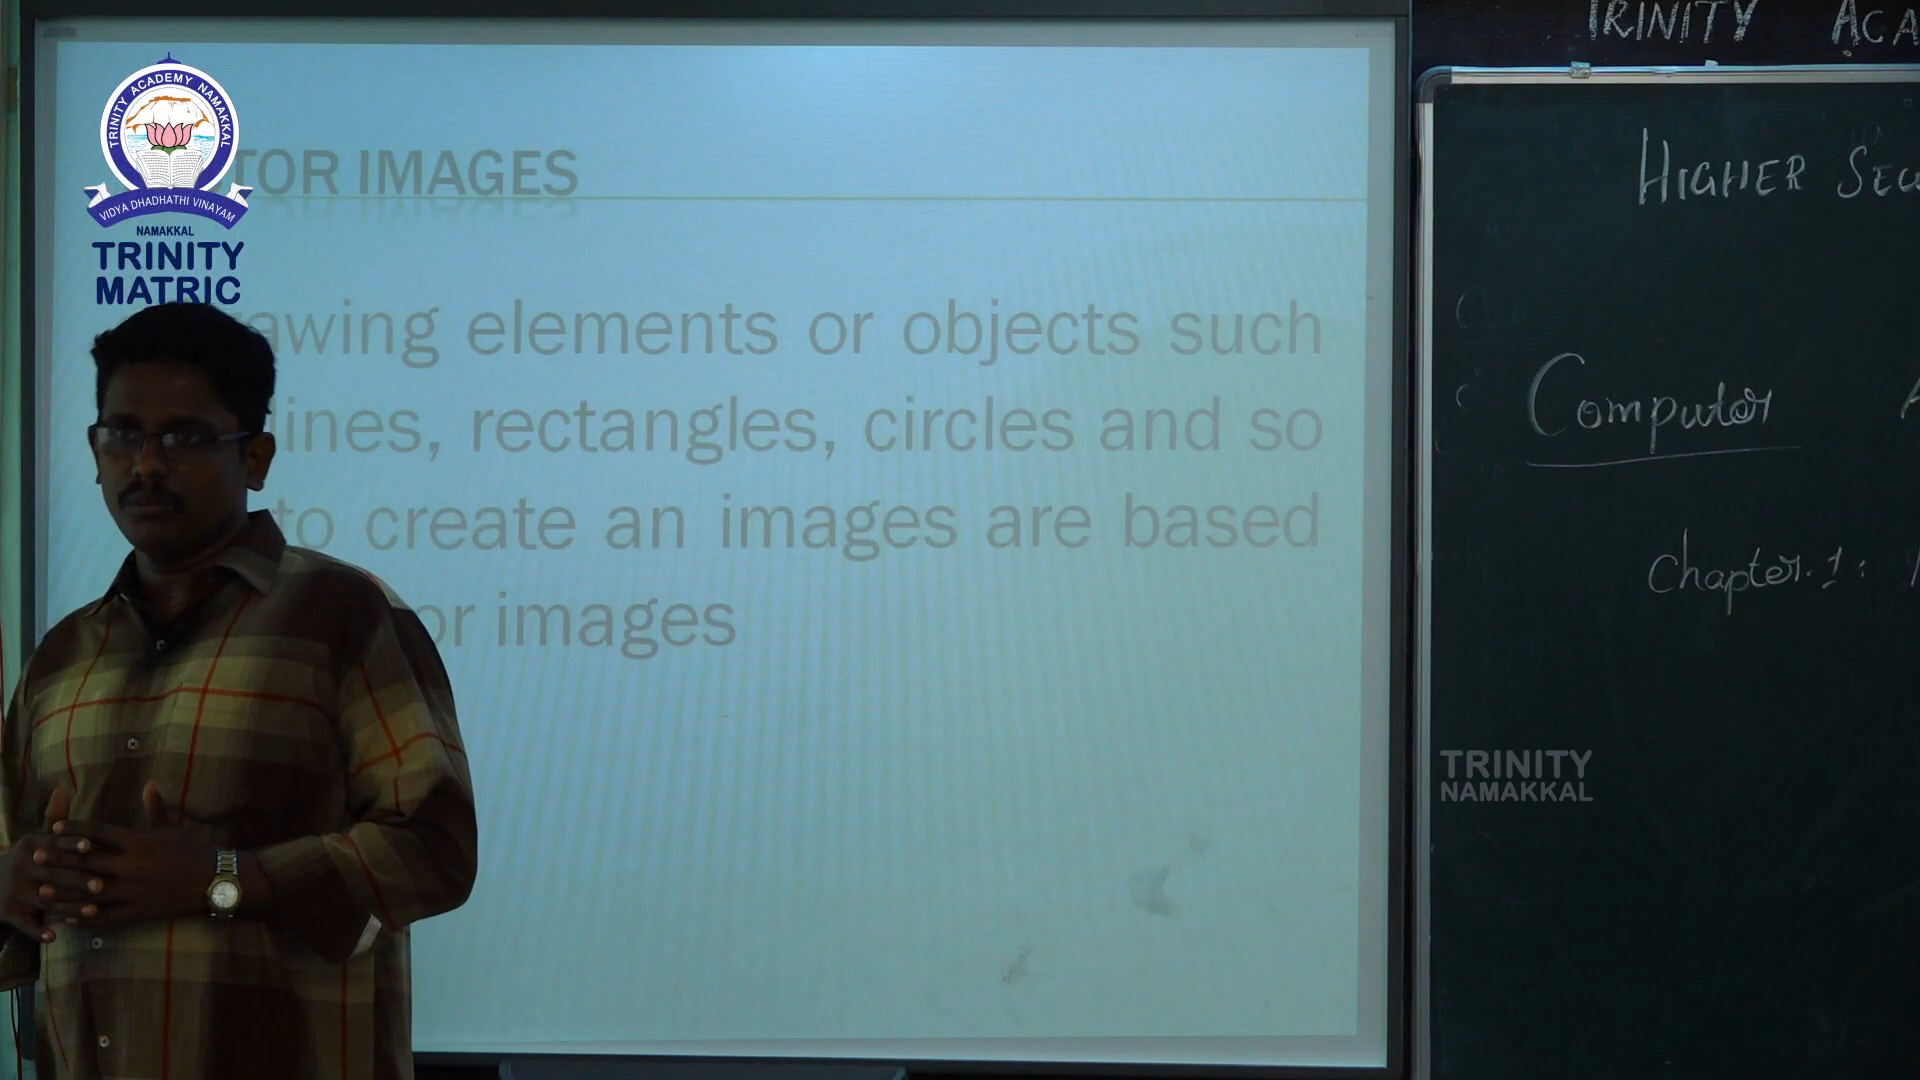 TRINITY ACADEMY NAMAKKAL
VIDYA DHADHATHI VINAYAM
NAMAKKAL
TRINITY
MATRIC
TOR IMAGES
awing elements or objects such
ines, rectangles, circles and so
to create an images are based
or images
TRINITY ACA
HIGHER SEC
Computer A
Chapter.1:
TRINITY
NAMAKKAL